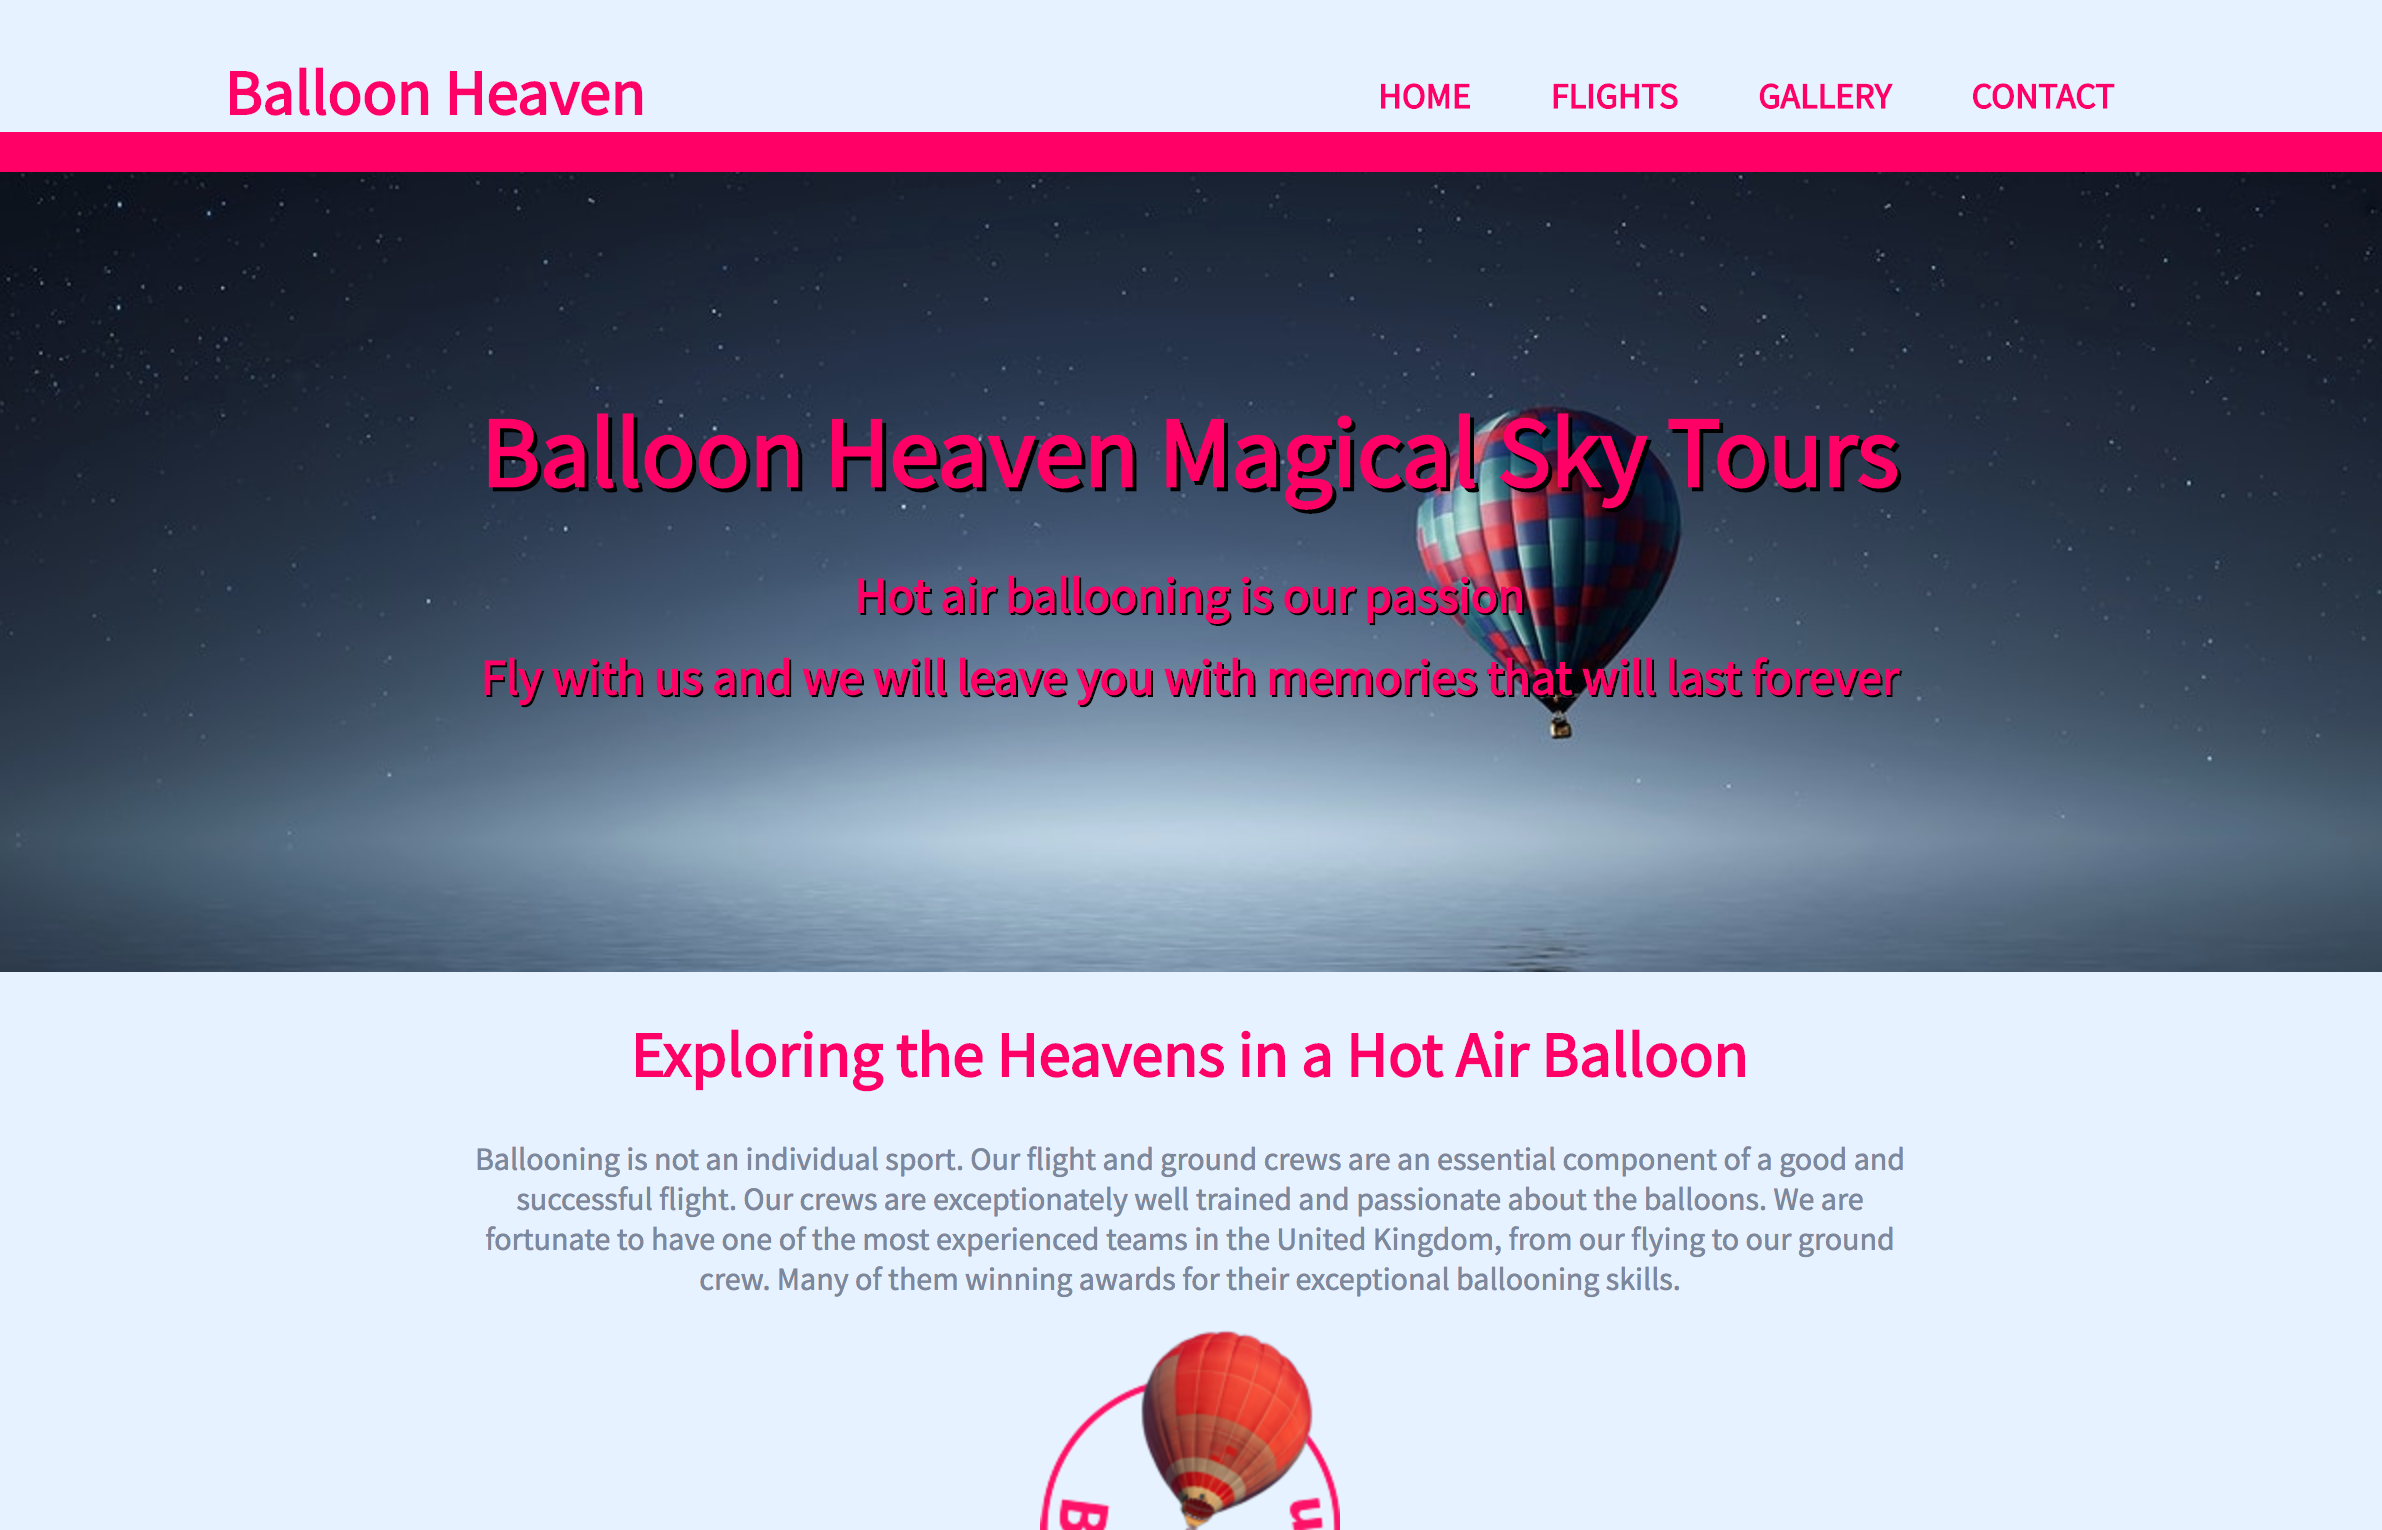 Balloon Heaven
HOME FLIGHTS GALLERY CONTACT
Balloon Heaven Magical Sky Tours
Hot air ballooning is our passion
Fly with us and we will leave you with memories that will last forever
Exploring the Heavens in a Hot Air Balloon
Ballooning is not an individual sport. Our flight and ground crews are an essential component of a good and
successful flight. Our crews are exceptionately well trained and passionate about the balloons. We are
fortunate to have one of the most experienced teams in the United Kingdom, from our flying to our ground
crew. Many of them winning awards for their exceptional ballooning skills.